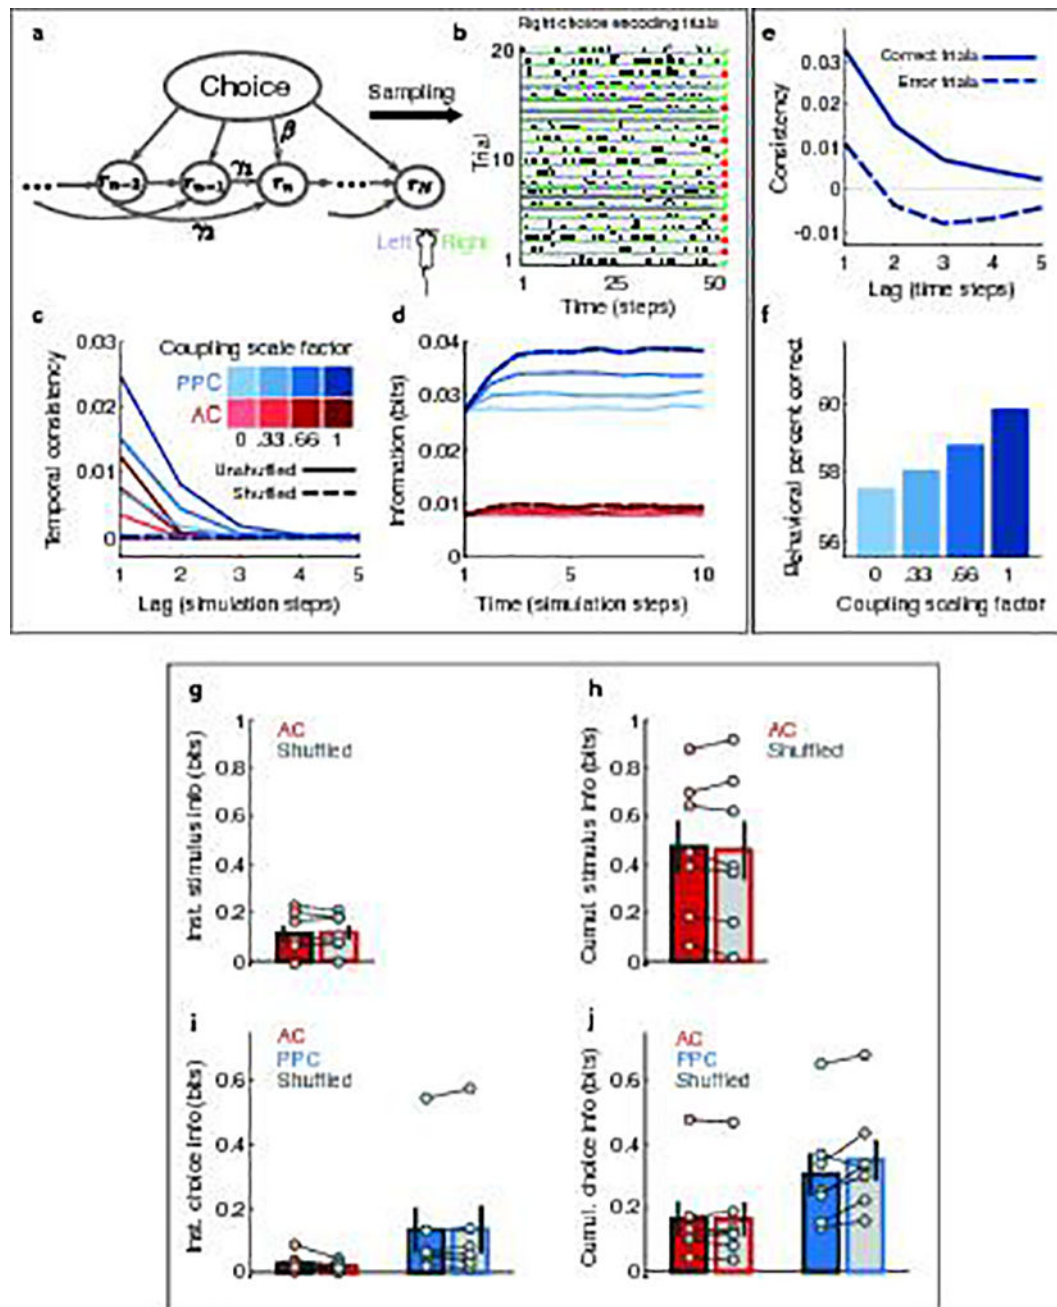 a
Choice
β
γ1
r n-2
r n-1
r n
r N
γ2
Sampling
Left Right
b
Right choice encoding trials
Trial
20
10
1
1 25 50
Time (steps)
c
Temporal consistency
0.03
0.02
0.01
0
Coupling scale factor
PPC
AC
0 .33 .66 1
Unshuffled
Shuffled
1 2 3 4 5
Lag (simulation steps)
d
Information (bits)
0.04
0.03
0.02
0.01
0
1 5 10
Time (simulation steps)
e
Consistency
0.03
0.02
0.01
0
-0.01
Correct trials
Error trials
1 2 3 4 5
Lag (time steps)
f
Behavioral percent correct
60
58
56
0 .33 .66 1
Coupling scaling factor
g
Inst. stimulus info (bits)
1
0.8
0.6
0.4
0.2
0
AC
Shuffled
h
Cumul. stimulus info (bits)
1
0.8
0.6
0.4
0.2
0
AC
Shuffled
i
Inst. choice info (bits)
0.6
0.4
0.2
0
AC
PPC
Shuffled
j
Cumul. choice info (bits)
0.6
0.4
0.2
0
AC
PPC
Shuffled